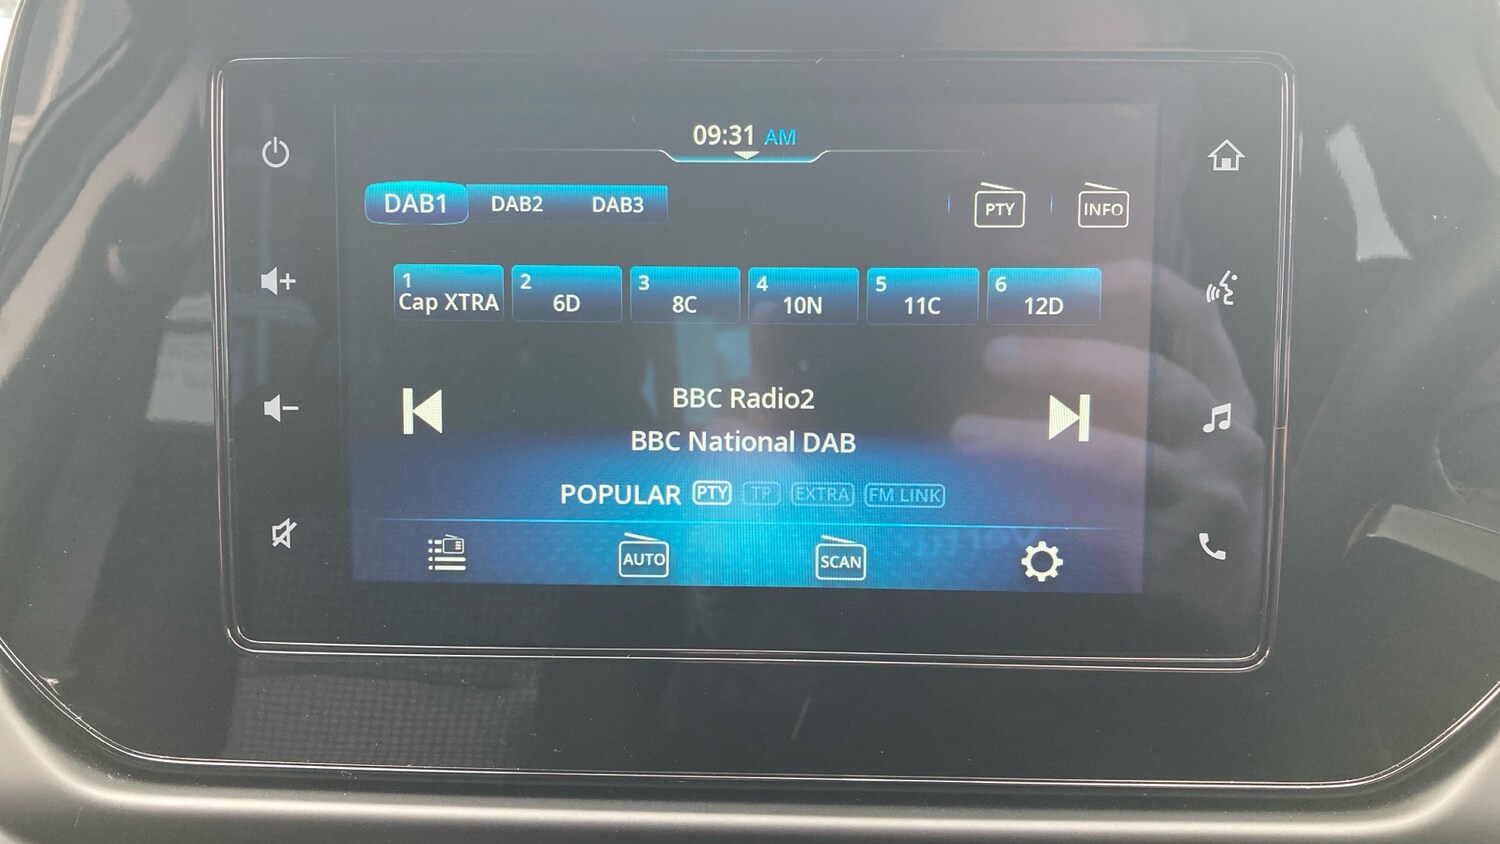 09:31 AM
DAB1 DAB2 DAB3 PTY INFO
1 2 3 4 5 6
Cap XTRA 6D 8C 10N 11C 12D
BBC Radio2
BBC National DAB
POPULAR PTY TP EXTRA FM LINK
AUTO SCAN